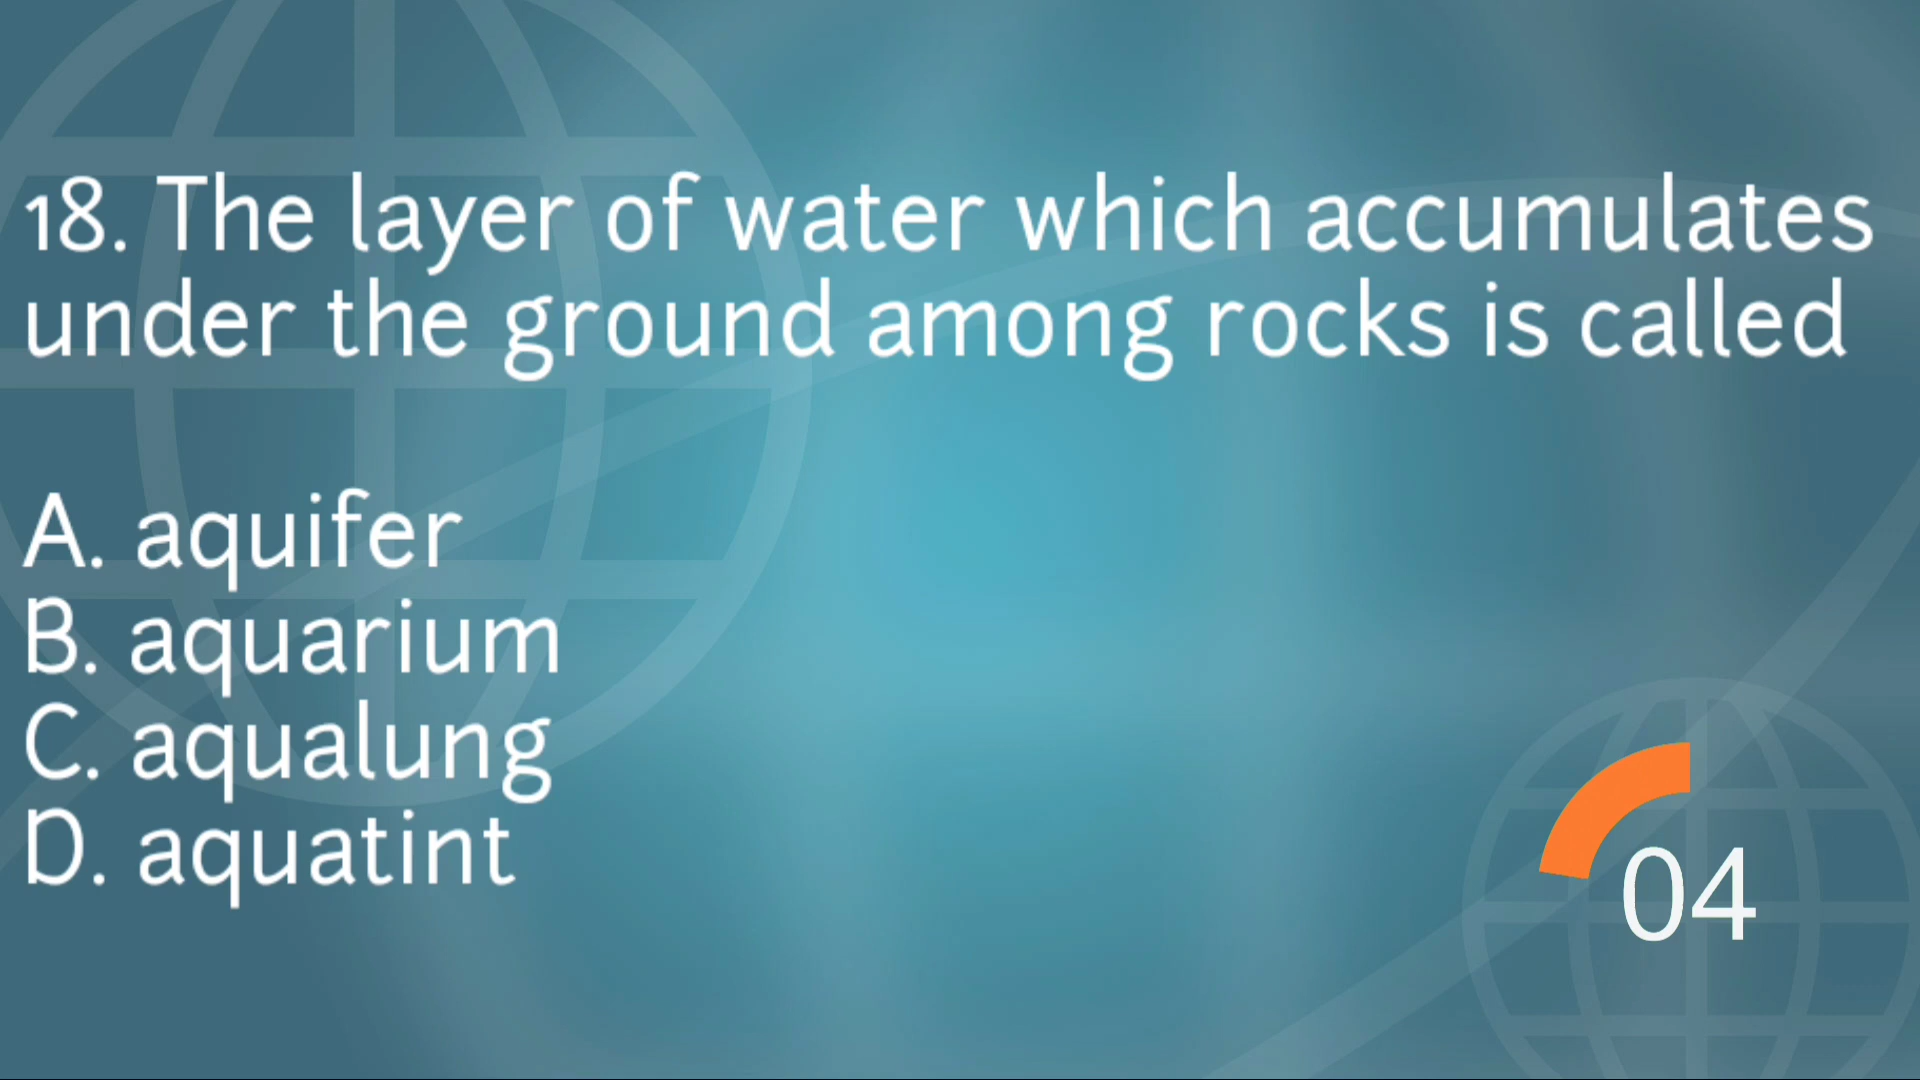 18. The layer of water which accumulates
under the ground among rocks is called
A. aquifer
B. aquarium
C. aqualung
D. aquatint
04